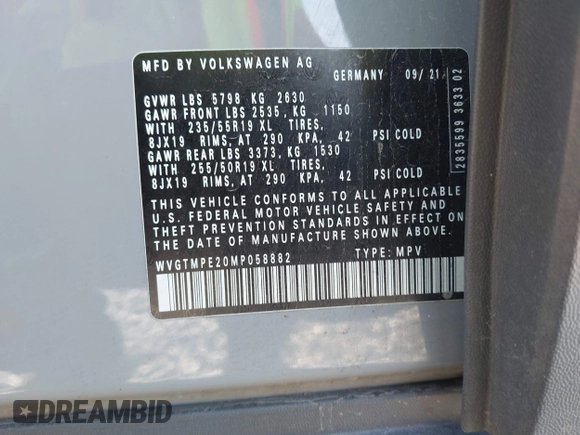 MFD BY VOLKSWAGEN AG
GERMANY 09/21
GVWR LBS 5798 KG 2630
GAWR FRONT LBS 2535, KG 1150
WITH 235/55R19 XL TIRES,
8JX19 RIMS, AT 290 KPA, 42 PSI COLD
GAWR REAR LBS 3373, KG 1530
WITH 255/50R19 XL TIRES,
8JX19 RIMS, AT 290 KPA, 42 PSI COLD
THIS VEHICLE CONFORMS TO ALL APPLICABLE
U.S. FEDERAL MOTOR VEHICLE SAFETY AND
THEFT PREVENTION STANDARDS IN EFFECT
ON THE DATE OF MANUFACTURE SHOWN ABOVE.
WVGTMPE20MP058882 TYPE: MPV
2835599 3633 02
DREAMBID